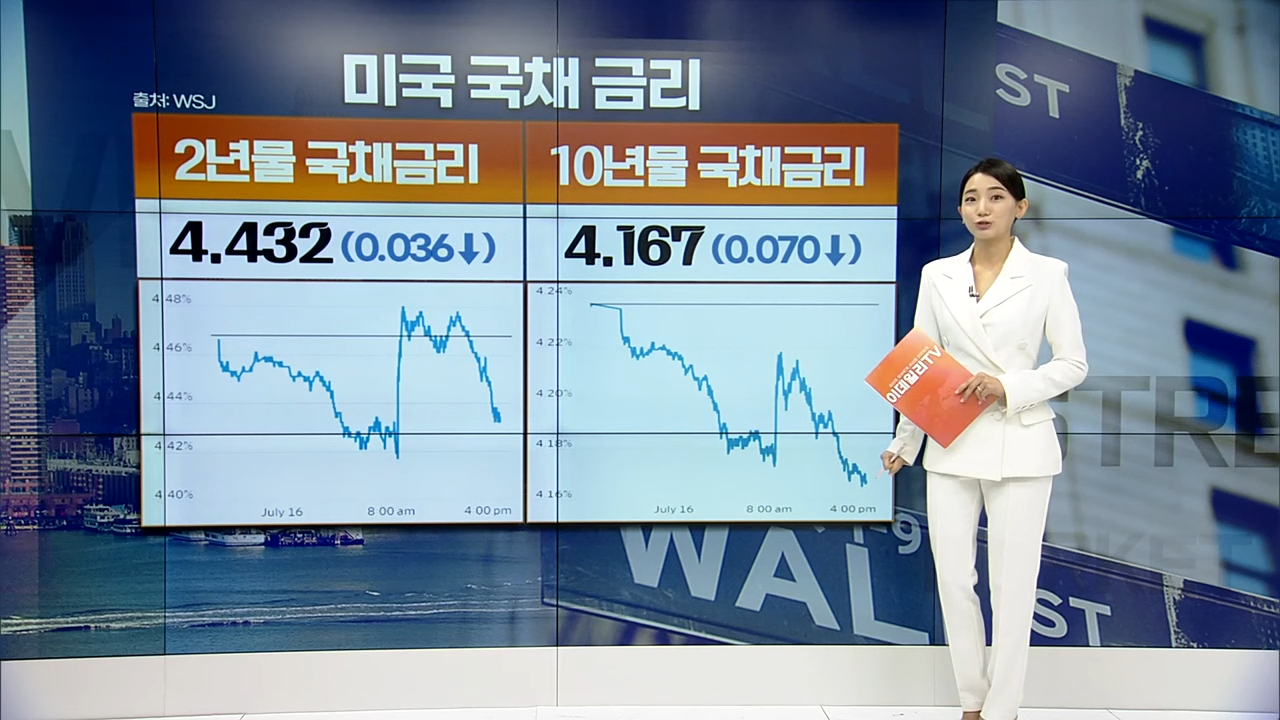 미국 국채 금리
출처: WSJ
2년물 국채금리
10년물 국채금리
4.432 (0.036↓)
4.167 (0.070↓)
4.48%
4.46%
4.44%
4.42%
4.40%
July 16
8:00 am
4:00 pm
4.24%
4.22%
4.20%
4.18%
4.16%
July 16
8:00 am
4:00 pm
ST
이데일리TV
STRE
WALL
1-9
ST